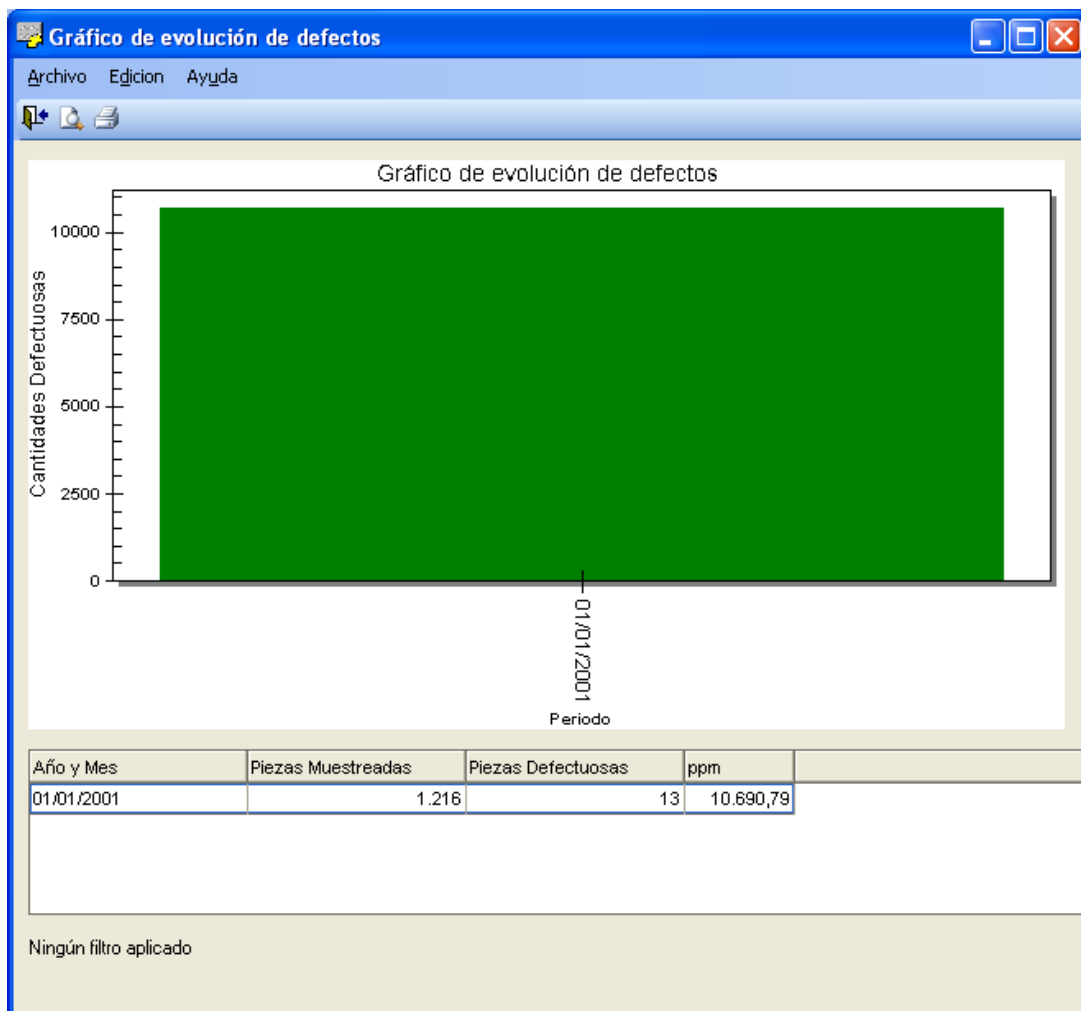 Gráfico de evolución de defectos
Archivo Edicion Ayuda
Gráfico de evolución de defectos
Cantidades Defectuosas
10000
7500
5000
2500
0
01/01/2001
Periodo
Año y Mes Piezas Muestreadas Piezas Defectuosas ppm
01/01/2001 1.216 13 10.690,79
Ningún filtro aplicado